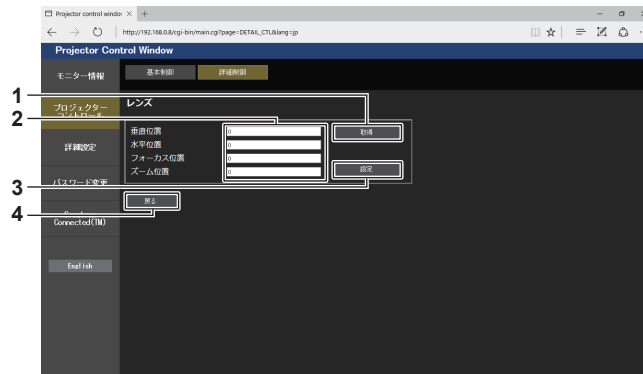 Projector control windov × +
http://192.168.0.8/cgi-bin/main.cgi?page=DETAIL_CTL&lang=jp
Projector Control Window
モニター情報
基本制御
詳細制御
プロジェクター
コントロール
レンズ
1
2
垂直位置
0
取得
水平位置
0
フォーカス位置
0
ズーム位置
0
設定
詳細設定
パスワード変更
3
戻る
4
Connected(TM)
English